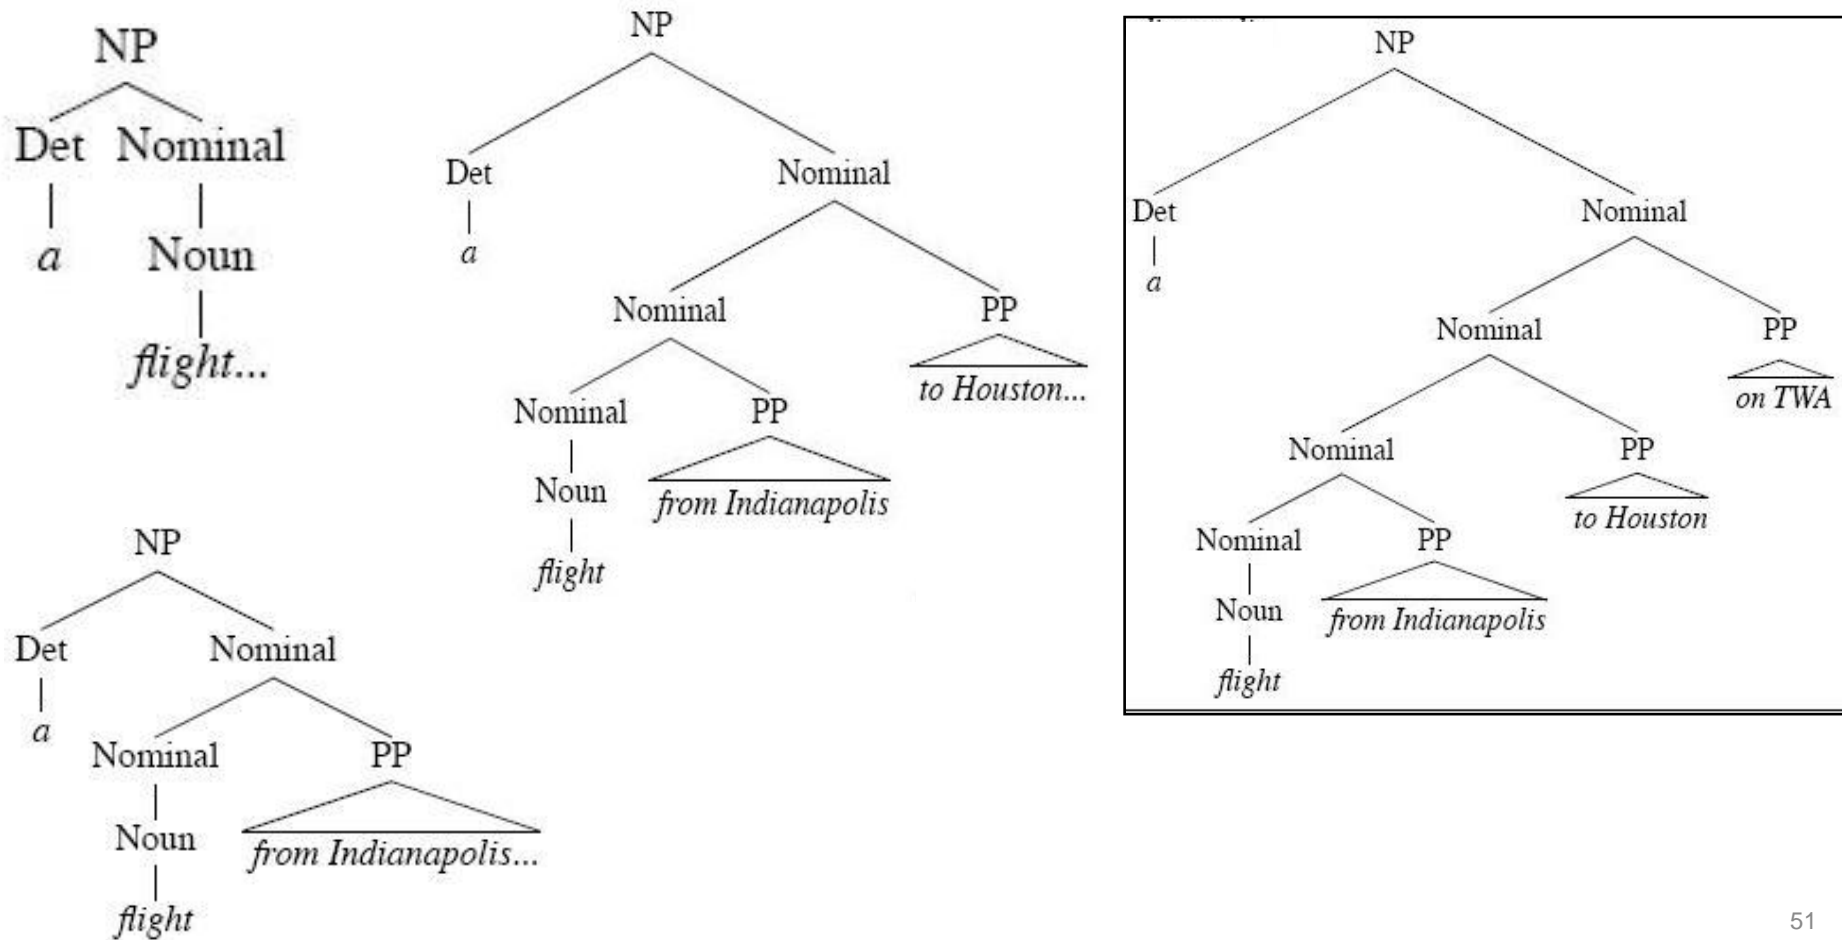 NP
Det Nominal
a Noun
flight...
NP
Det Nominal
a
Nominal PP
Noun
flight
from Indianapolis...
NP
Det Nominal
a
Nominal PP
to Houston...
Nominal PP
Noun
from Indianapolis
flight
NP
Det Nominal
a
Nominal PP
on TWA
Nominal PP
to Houston
Nominal PP
Noun
from Indianapolis
flight
51